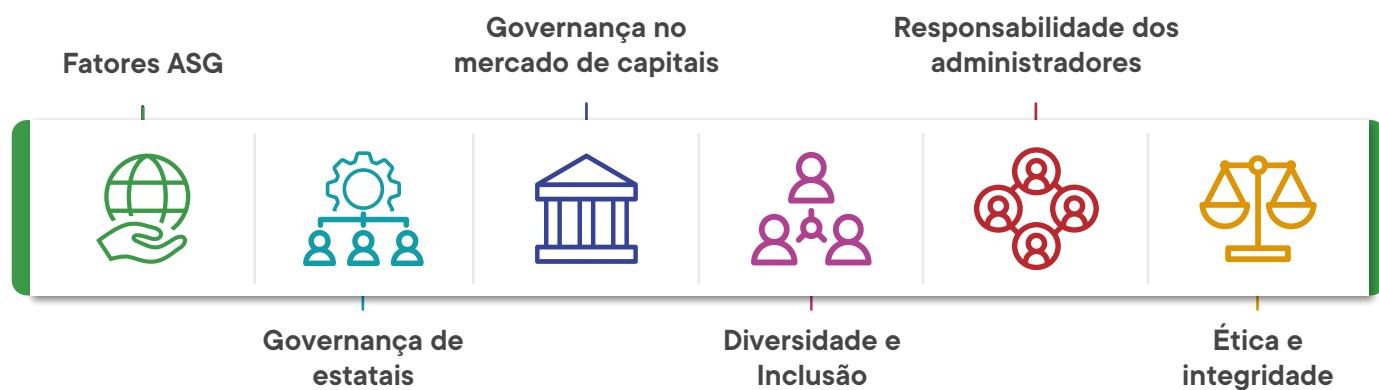 Fatores ASG
Governança de
estatais
Governança no
mercado de capitais
Diversidade e
Inclusão
Responsabilidade dos
administradores
Ética e
integridade